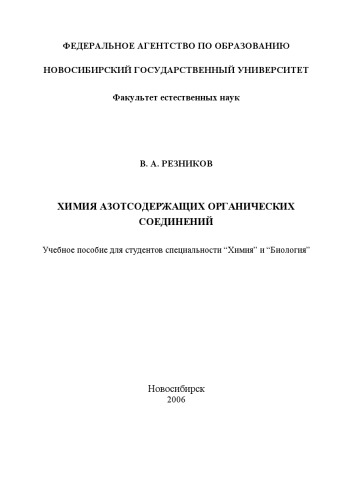 ФЕДЕРАЛЬНОЕ АГЕНТСТВО ПО ОБРАЗОВАНИЮ
НОВОСИБИРСКИЙ ГОСУДАРСТВЕННЫЙ УНИВЕРСИТЕТ
Факультет естественных наук
В. А. РЕЗНИКОВ
ХИМИЯ АЗОТСОДЕРЖАЩИХ ОРГАНИЧЕСКИХ
СОЕДИНЕНИЙ
Учебное пособие для студентов специальности “Химия” и “Биология”
Новосибирск
2006